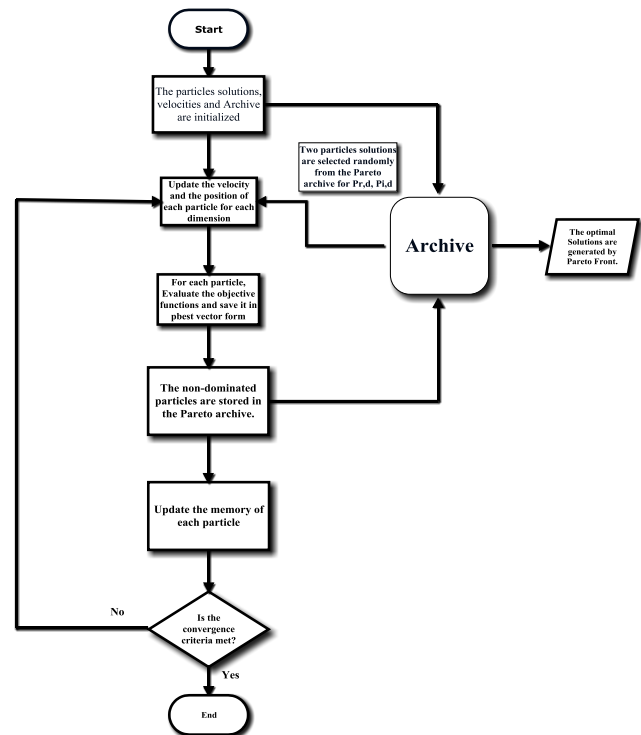 Start
The particles solutions,
velocities and Archive
are initialized
Two particles solutions
are selected randomly
from the Pareto
archive for Pr,d, Pi,d
Update the velocity
and the position of
each particle for each
dimension
Archive
The optimal
Solutions are
generated by
Pareto Front.
For each particle,
Evaluate the objective
functions and save it in
pbest vector form
The non-dominated
particles are stored in
the Pareto archive.
Update the memory of
each particle
No
Is the
convergence
criteria met?
Yes
End